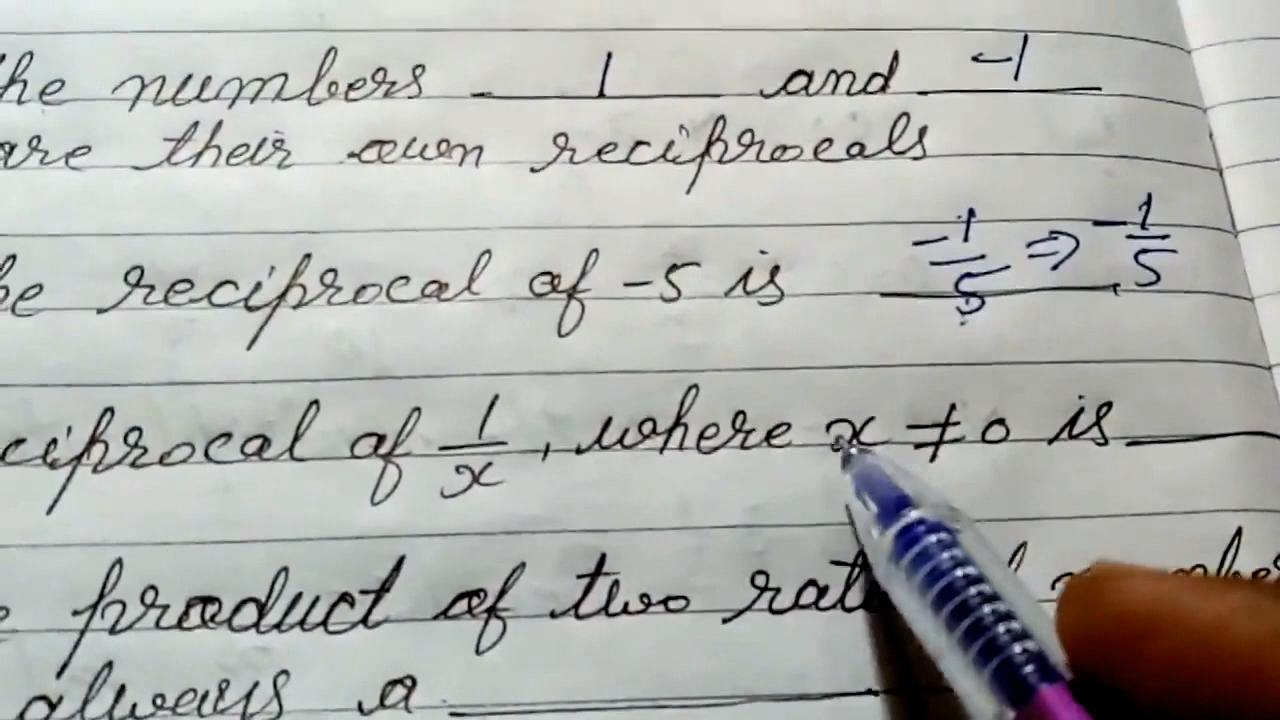 he numbers 1 and -1
are their own reciprocals
he reciprocal of -5 is -1/5 ⇒ -1/5
ciprocal of 1/x, where x ≠ 0 is
product of two
always a